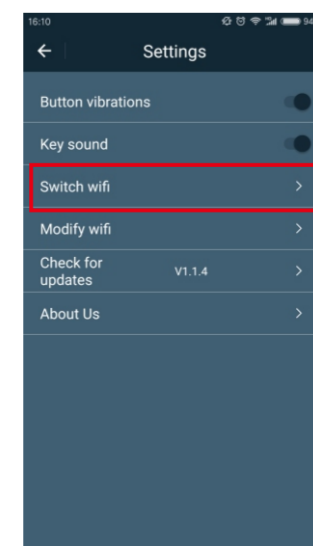 16:10 94
Settings
Button vibrations
Key sound
Switch wifi
Modify wifi
Check for
updates V1.1.4
About Us